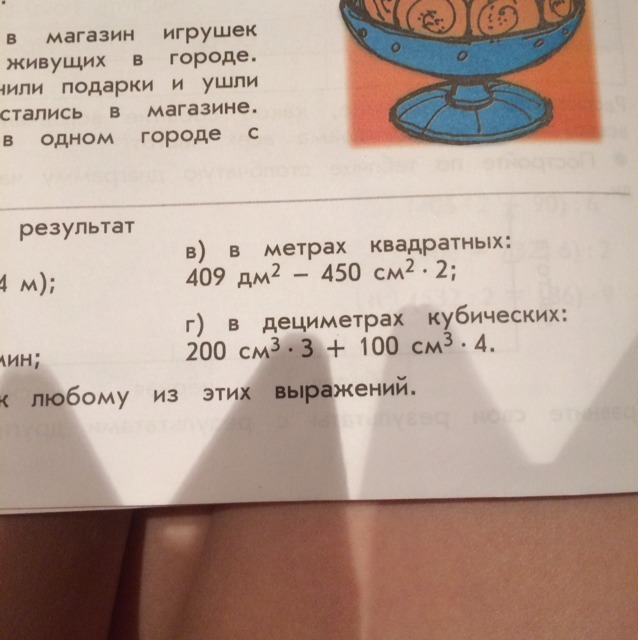 в магазин игрушек
живущих в городе.
чили подарки и ушли
стались в магазине.
в одном городе с
результат
в) в метрах квадратных:
4 м);
409 дм² − 450 см² · 2;
г) в дециметрах кубических:
мин;
200 см³ · 3 + 100 см³ · 4.
к любому из этих выражений.